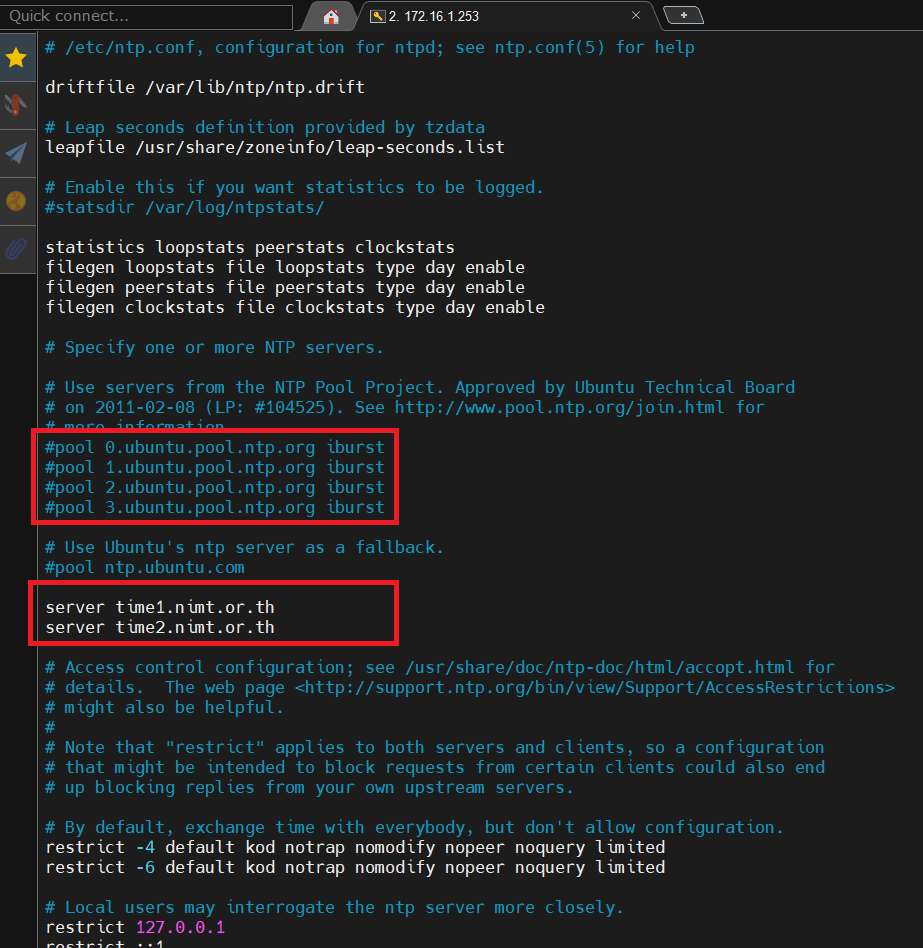 Quick connect...
2. 172.16.1.253
# /etc/ntp.conf, configuration for ntpd; see ntp.conf(5) for help
driftfile /var/lib/ntp/ntp.drift
# Leap seconds definition provided by tzdata
leapfile /usr/share/zoneinfo/leap-seconds.list
# Enable this if you want statistics to be logged.
#statsdir /var/log/ntpstats/
statistics loopstats peerstats clockstats
filegen loopstats file loopstats type day enable
filegen peerstats file peerstats type day enable
filegen clockstats file clockstats type day enable
# Specify one or more NTP servers.
# Use servers from the NTP Pool Project. Approved by Ubuntu Technical Board
# on 2011-02-08 (LP: #104525). See http://www.pool.ntp.org/join.html for
# more information
#pool 0.ubuntu.pool.ntp.org iburst
#pool 1.ubuntu.pool.ntp.org iburst
#pool 2.ubuntu.pool.ntp.org iburst
#pool 3.ubuntu.pool.ntp.org iburst
# Use Ubuntu's ntp server as a fallback.
#pool ntp.ubuntu.com
server time1.nimt.or.th
server time2.nimt.or.th
# Access control configuration; see /usr/share/doc/ntp-doc/html/accopt.html for
# details.  The web page <http://support.ntp.org/bin/view/Support/AccessRestrictions>
# might also be helpful.
#
# Note that "restrict" applies to both servers and clients, so a configuration
# that might be intended to block requests from certain clients could also end
# up blocking replies from your own upstream servers.
# By default, exchange time with everybody, but don't allow configuration.
restrict -4 default kod notrap nomodify nopeer noquery limited
restrict -6 default kod notrap nomodify nopeer noquery limited
# Local users may interrogate the ntp server more closely.
restrict 127.0.0.1
restrict ::1